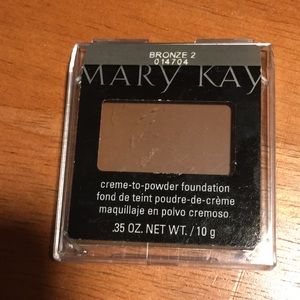 BRONZE 2
014704
MARY KAY
creme-to-powder foundation
fond de teint poudre-de-crème
maquillaje en polvo cremoso
.35 OZ. NET WT. / 10 g